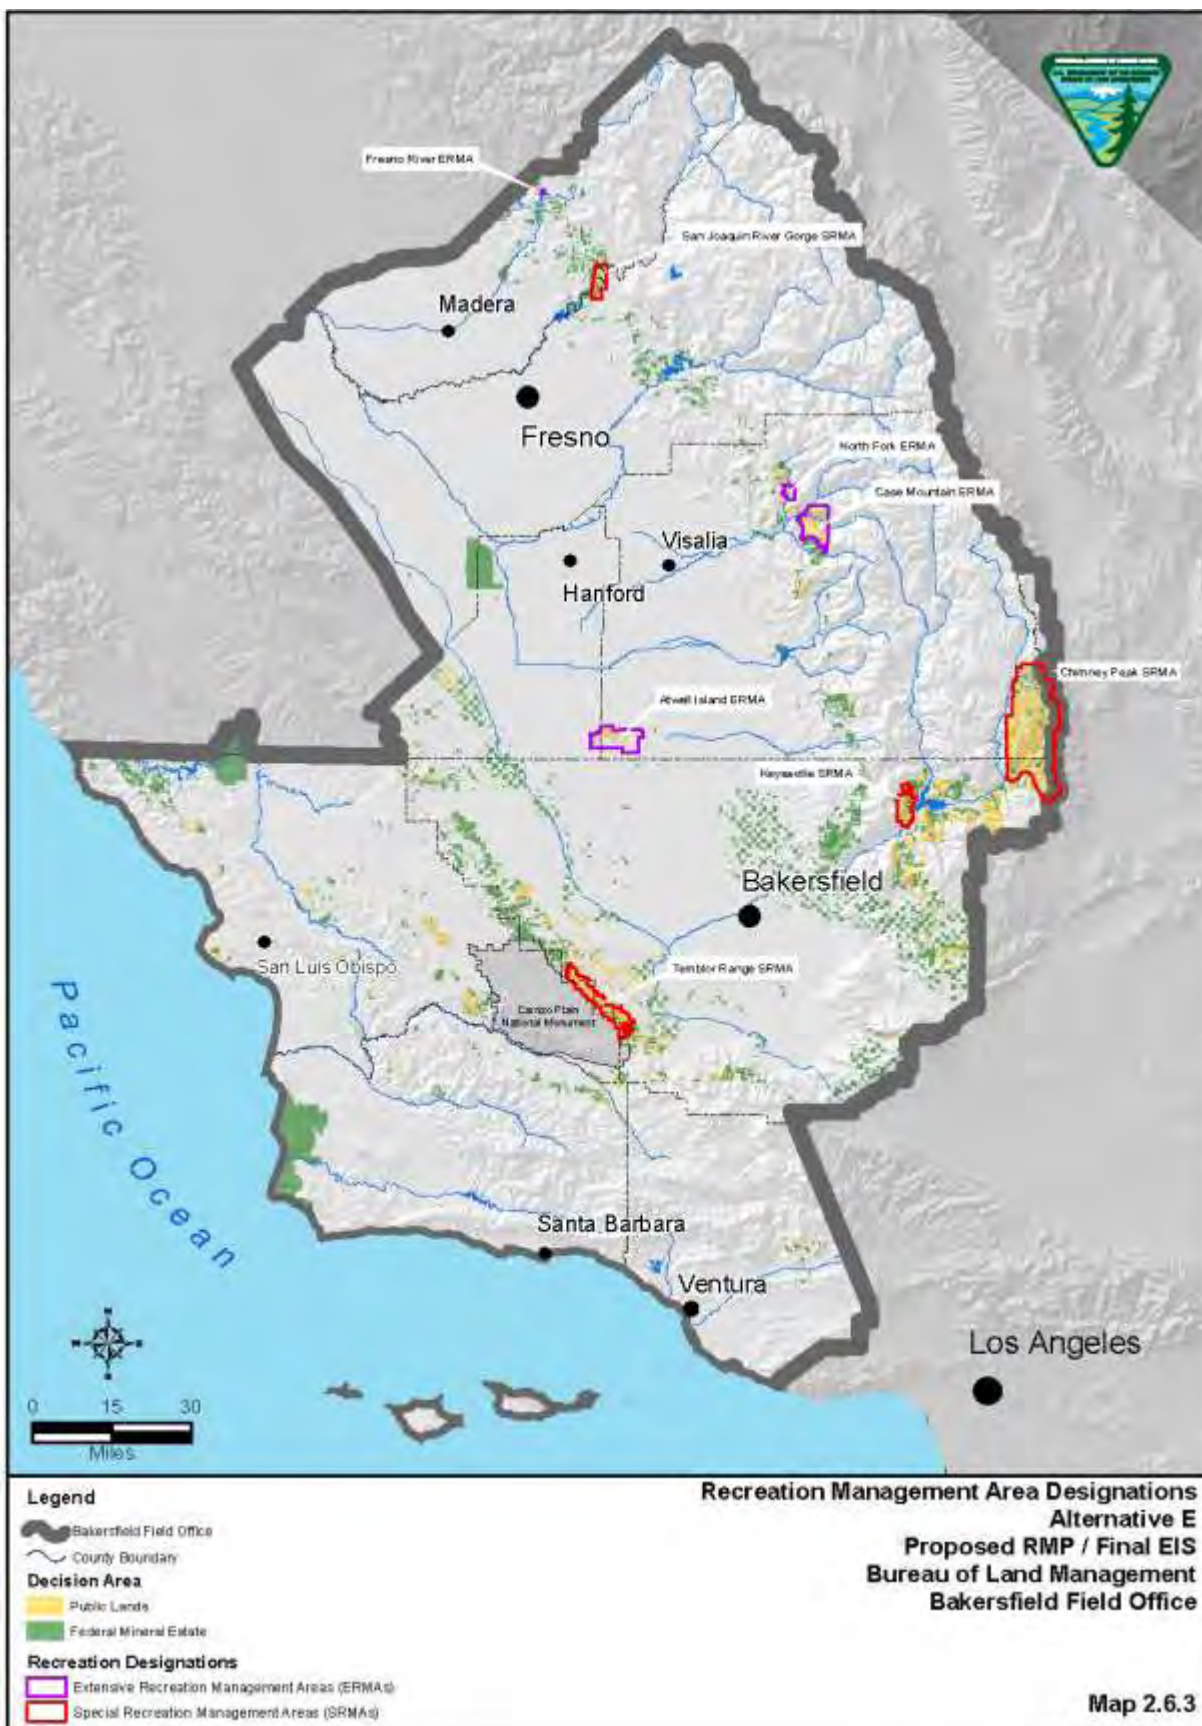 Fresno River ERMA
San Joaquin River Gorge SRMA
Madera
Fresno
North Fork ERMA
Case Mountain ERMA
Visalia
Hanford
Chimney Peak SRMA
Atwell Island ERMA
Keysville SRMA
Bakersfield
San Luis Obispo
Temblor Range SRMA
Carrizo Plain
National Monument
Pacific Ocean
Santa Barbara
Ventura
Los Angeles
N
W E
S
0 15 30
Miles
Legend
Bakersfield Field Office
County Boundary
Decision Area
Public Lands
Federal Mineral Estate
Recreation Designations
Extensive Recreation Management Areas (ERMAs)
Special Recreation Management Areas (SRMAs)
Recreation Management Area Designations
Alternative E
Proposed RMP / Final EIS
Bureau of Land Management
Bakersfield Field Office
Map 2.6.3